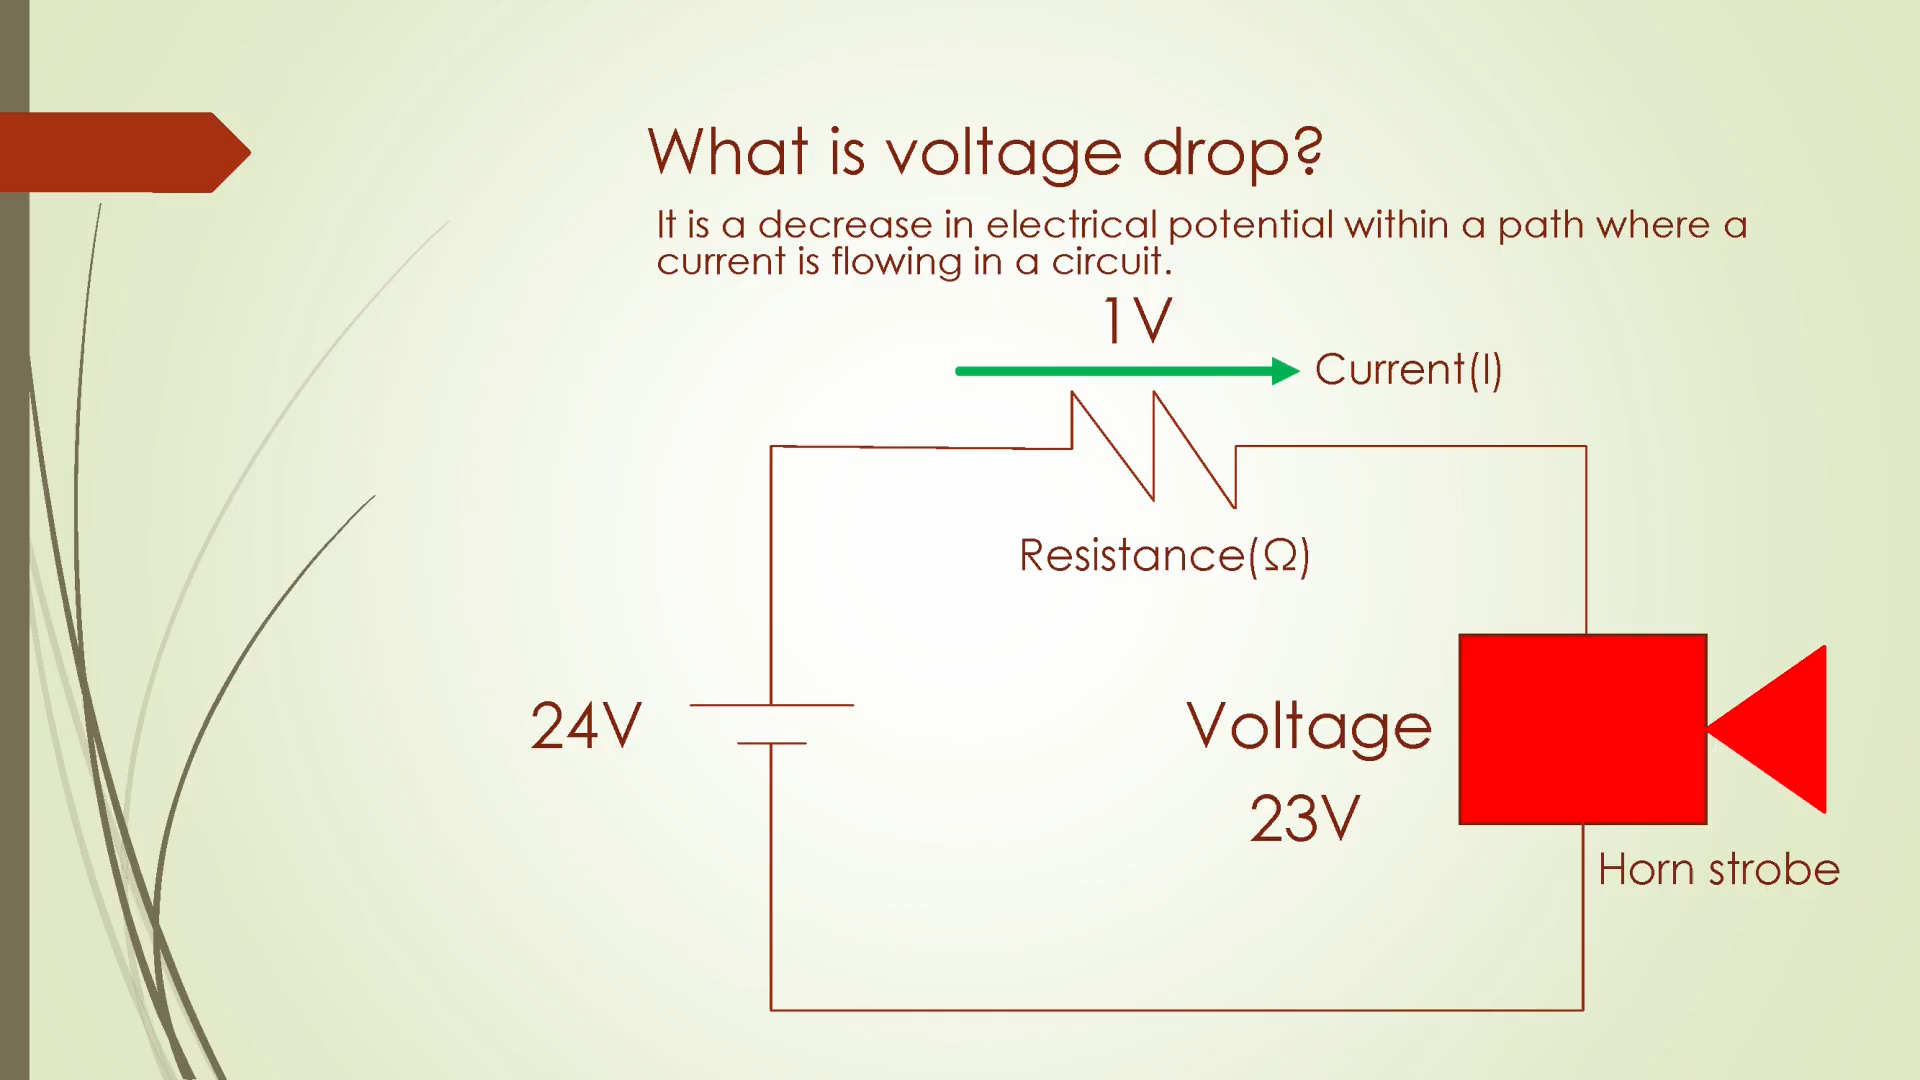 What is voltage drop?
It is a decrease in electrical potential within a path where a
current is flowing in a circuit.
1V
Current(I)
Resistance(Ω)
24V
Voltage
23V
Horn strobe